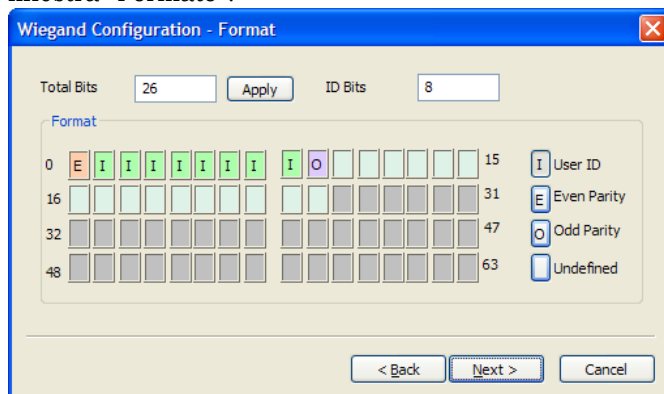 Wiegand Configuration - Format
Total Bits 26 Apply ID Bits 8
Format
0 E I I I I I I I I O 15 I User ID
16 31 E Even Parity
32 47 O Odd Parity
48 63 Undefined
< Back Next > Cancel